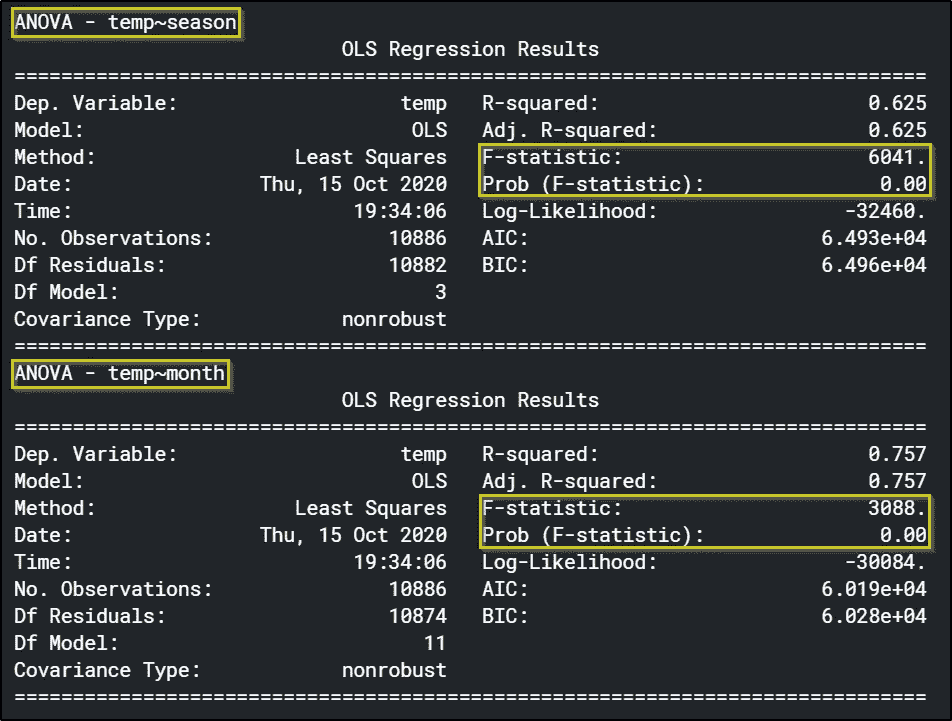 ANOVA - temp~season
OLS Regression Results
==============================================================================
Dep. Variable: temp R-squared: 0.625
Model: OLS Adj. R-squared: 0.625
Method: Least Squares F-statistic: 6041.
Date: Thu, 15 Oct 2020 Prob (F-statistic): 0.00
Time: 19:34:06 Log-Likelihood: -32460.
No. Observations: 10886 AIC: 6.493e+04
Df Residuals: 10882 BIC: 6.496e+04
Df Model: 3
Covariance Type: nonrobust
==============================================================================
ANOVA - temp~month
OLS Regression Results
==============================================================================
Dep. Variable: temp R-squared: 0.757
Model: OLS Adj. R-squared: 0.757
Method: Least Squares F-statistic: 3088.
Date: Thu, 15 Oct 2020 Prob (F-statistic): 0.00
Time: 19:34:06 Log-Likelihood: -30084.
No. Observations: 10886 AIC: 6.019e+04
Df Residuals: 10874 BIC: 6.028e+04
Df Model: 11
Covariance Type: nonrobust
==============================================================================